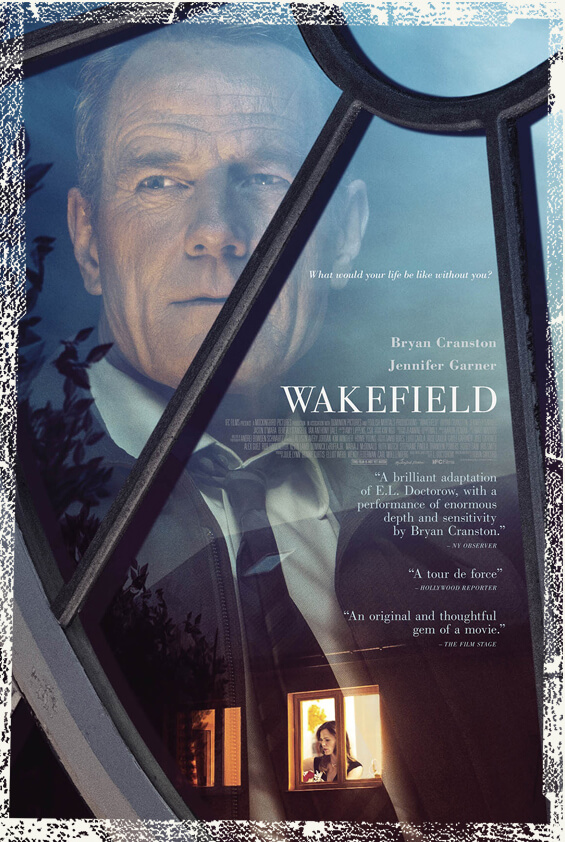 What would your life be like without you?
Bryan Cranston
Jennifer Garner
WAKEFIELD
IFC Films
“A brilliant adaptation
of E.L. Doctorow, with a
performance of enormous
depth and sensitivity
by Bryan Cranston.”
– NY OBSERVER
“A tour de force”
– HOLLYWOOD REPORTER
“An original and thoughtful
gem of a movie.”
– THE FILM STAGE